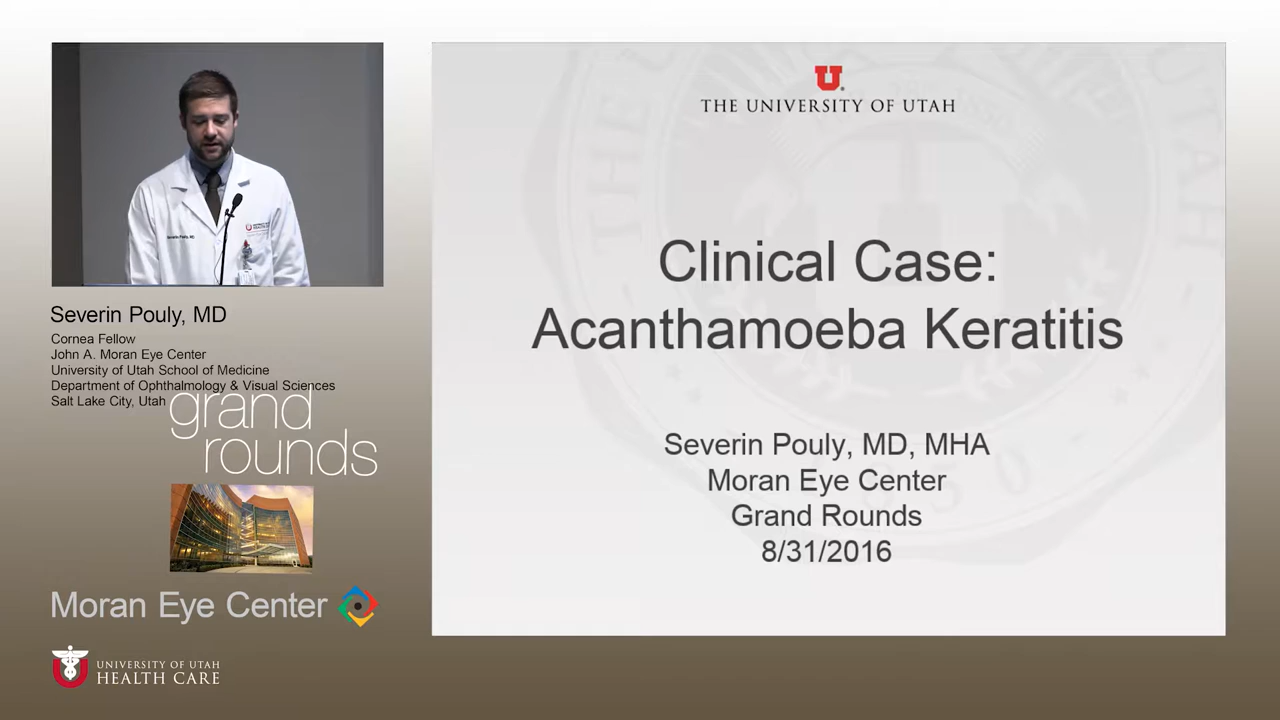 Severin Pouly, MD
Cornea Fellow
John A. Moran Eye Center
University of Utah School of Medicine
Department of Ophthalmology & Visual Sciences
Salt Lake City, Utah
grand
rounds
Moran Eye Center
UNIVERSITY OF UTAH
HEALTH CARE
U
THE UNIVERSITY OF UTAH
Clinical Case:
Acanthamoeba Keratitis
Severin Pouly, MD, MHA
Moran Eye Center
Grand Rounds
8/31/2016